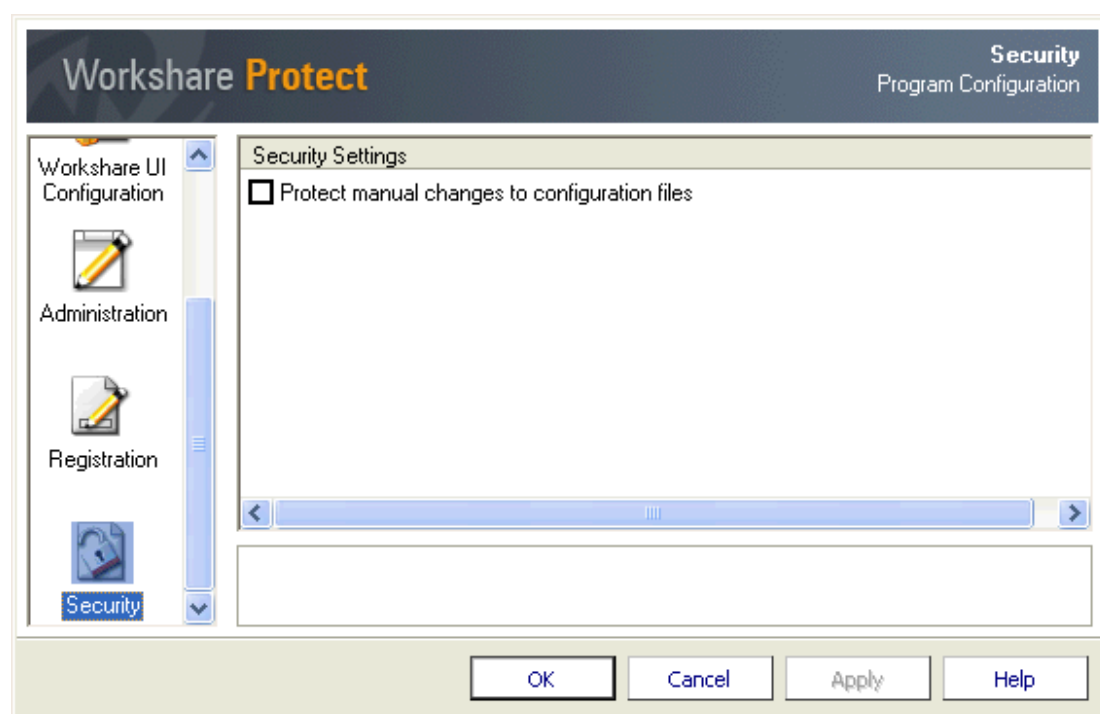 Workshare Protect
Security
Program Configuration
Workshare UI
Configuration
Administration
Registration
Security
Security Settings
Protect manual changes to configuration files
OK
Cancel
Apply
Help